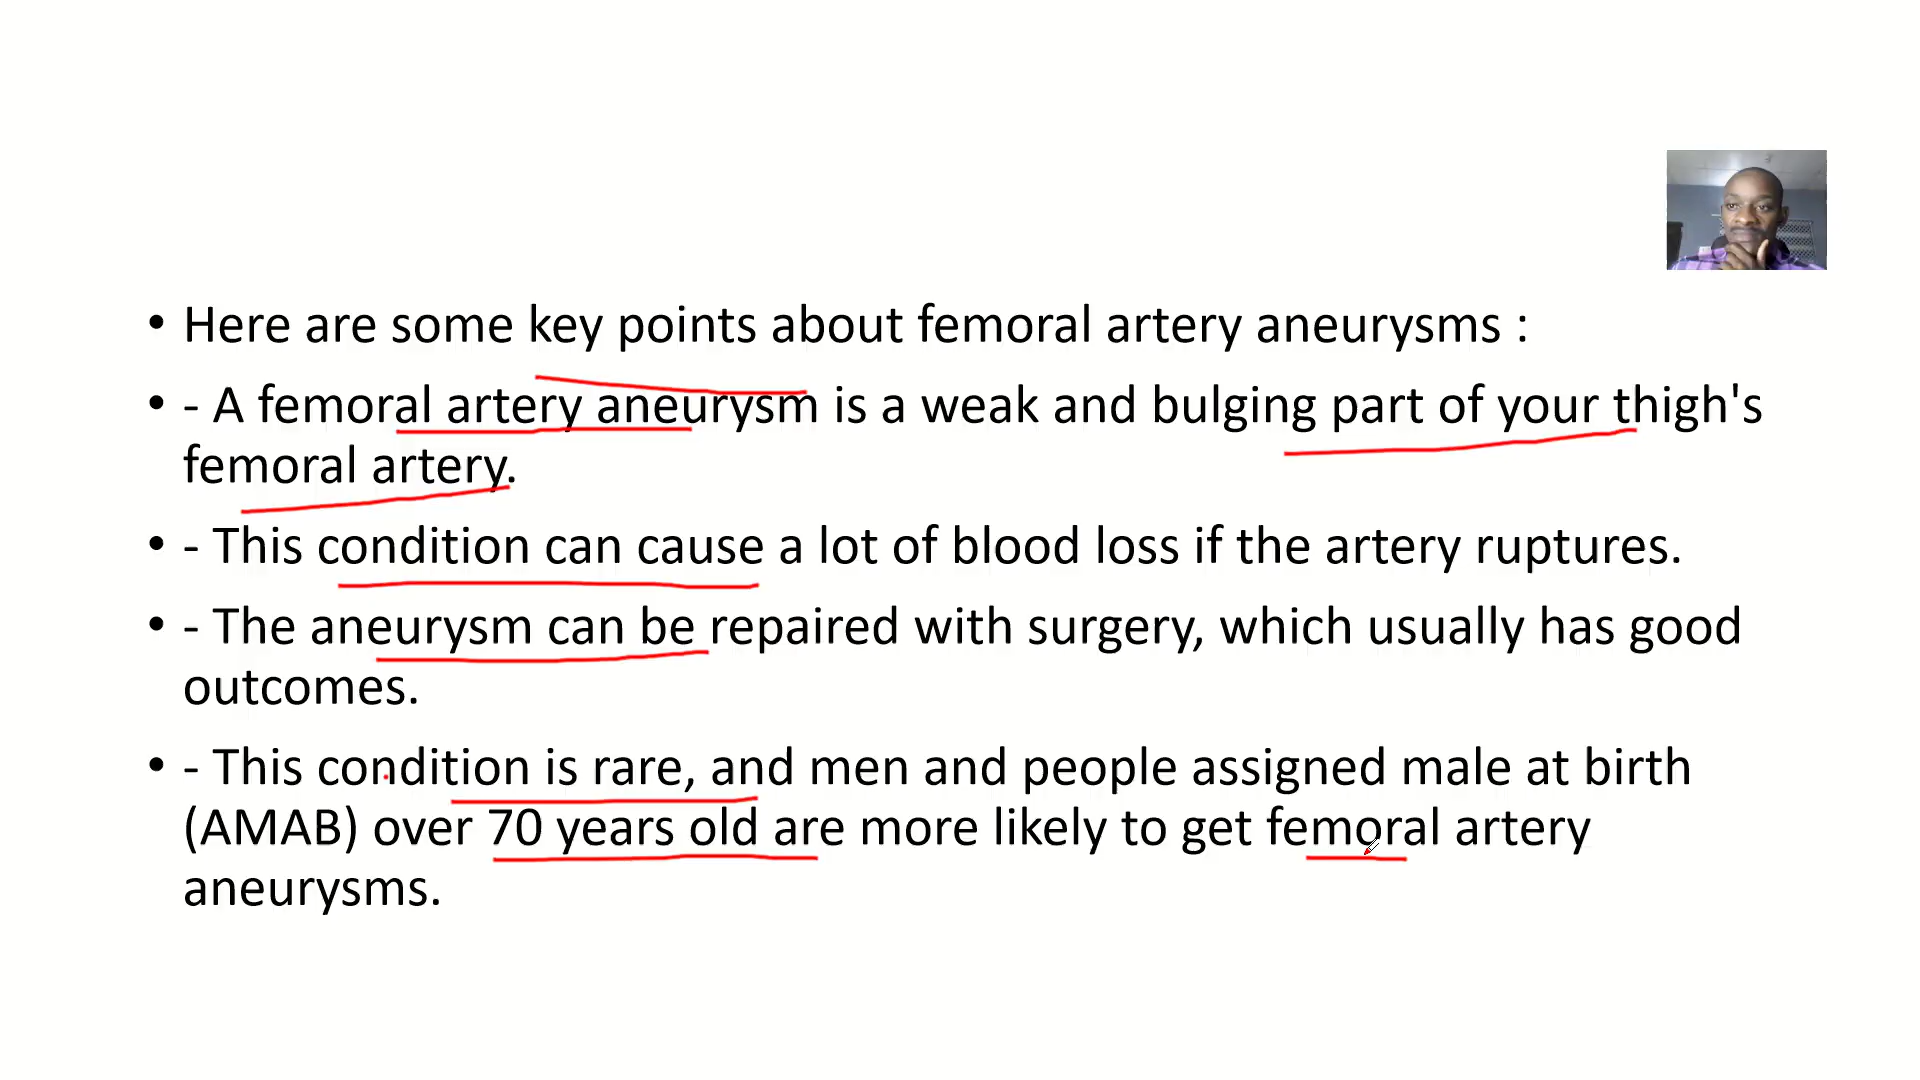 • Here are some key points about femoral artery aneurysms :
• - A femoral artery aneurysm is a weak and bulging part of your thigh's
femoral artery.
• - This condition can cause a lot of blood loss if the artery ruptures.
• - The aneurysm can be repaired with surgery, which usually has good
outcomes.
• - This condition is rare, and men and people assigned male at birth
(AMAB) over 70 years old are more likely to get femoral artery
aneurysms.